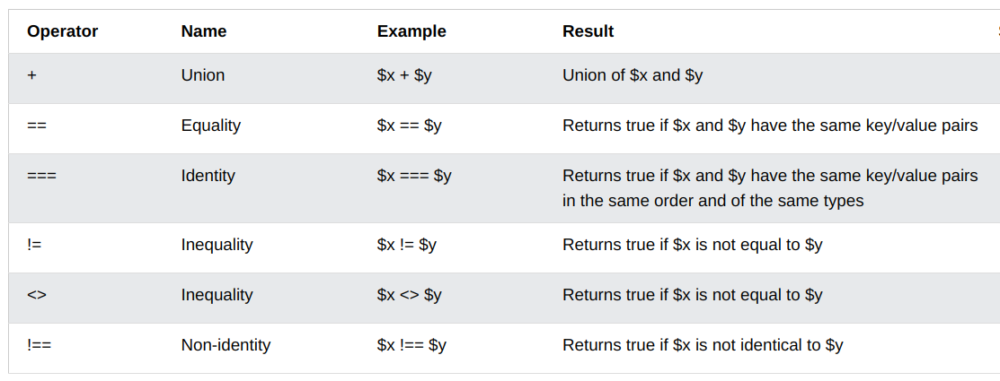 Operator Name Example Result
+ Union $x + $y Union of $x and $y
== Equality $x == $y Returns true if $x and $y have the same key/value pairs
=== Identity $x === $y Returns true if $x and $y have the same key/value pairs
in the same order and of the same types
!= Inequality $x != $y Returns true if $x is not equal to $y
<> Inequality $x <> $y Returns true if $x is not equal to $y
!== Non-identity $x !== $y Returns true if $x is not identical to $y